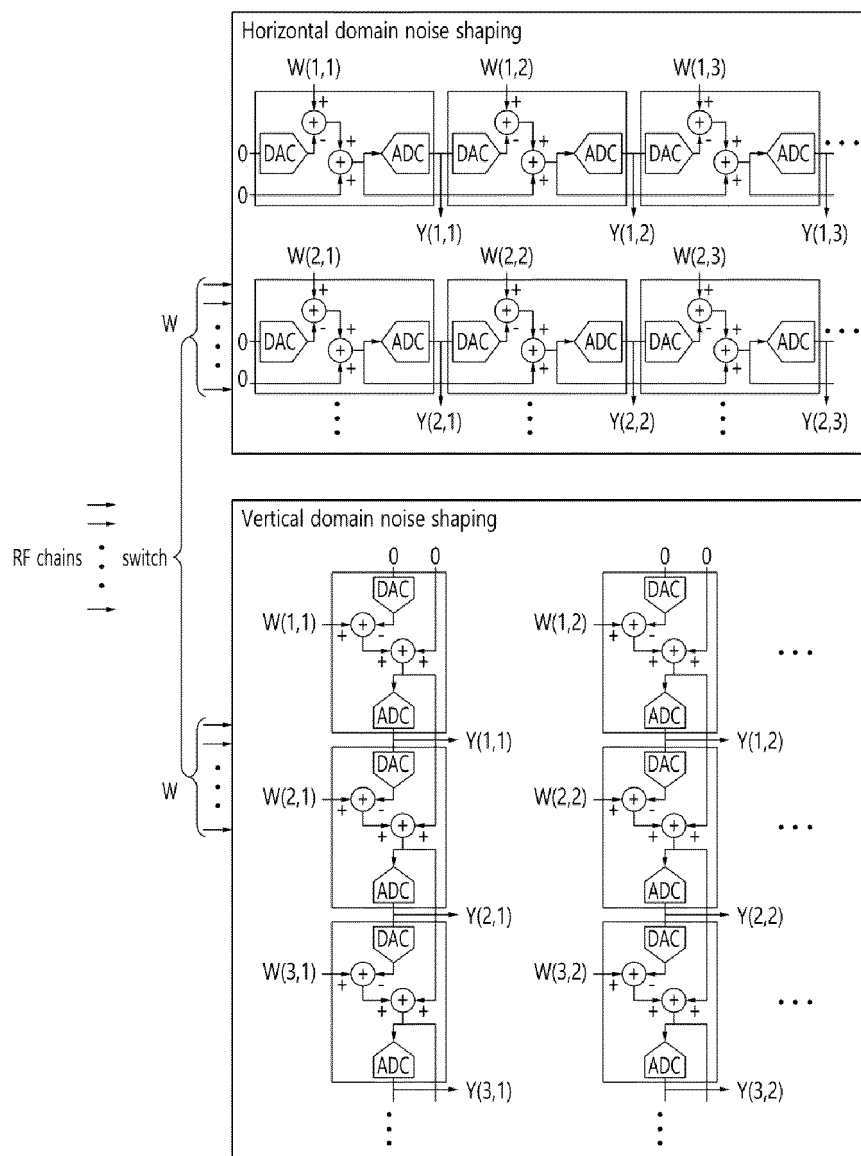 Horizontal domain noise shaping
W(1,1) W(1,2) W(1,3)
+ + +
+ - + + - + + - +
0 DAC + ADC DAC + ADC DAC + ADC
0 + + +
Y(1,1) Y(1,2) Y(1,3)
W(2,1) W(2,2) W(2,3)
+ + +
W
+ - + + - + + - +
0 DAC + ADC DAC + ADC DAC + ADC
0 + + +
Y(2,1) Y(2,2) Y(2,3)
RF chains switch
Vertical domain noise shaping
0 0 0 0
DAC DAC
W(1,1) + - W(1,2) + -
+ + + + + +
ADC ADC
Y(1,1) Y(1,2)
DAC DAC
W
W(2,1) + - W(2,2) + -
+ + + + + +
ADC ADC
Y(2,1) Y(2,2)
DAC DAC
W(3,1) + - W(3,2) + -
+ + + + + +
ADC ADC
Y(3,1) Y(3,2)